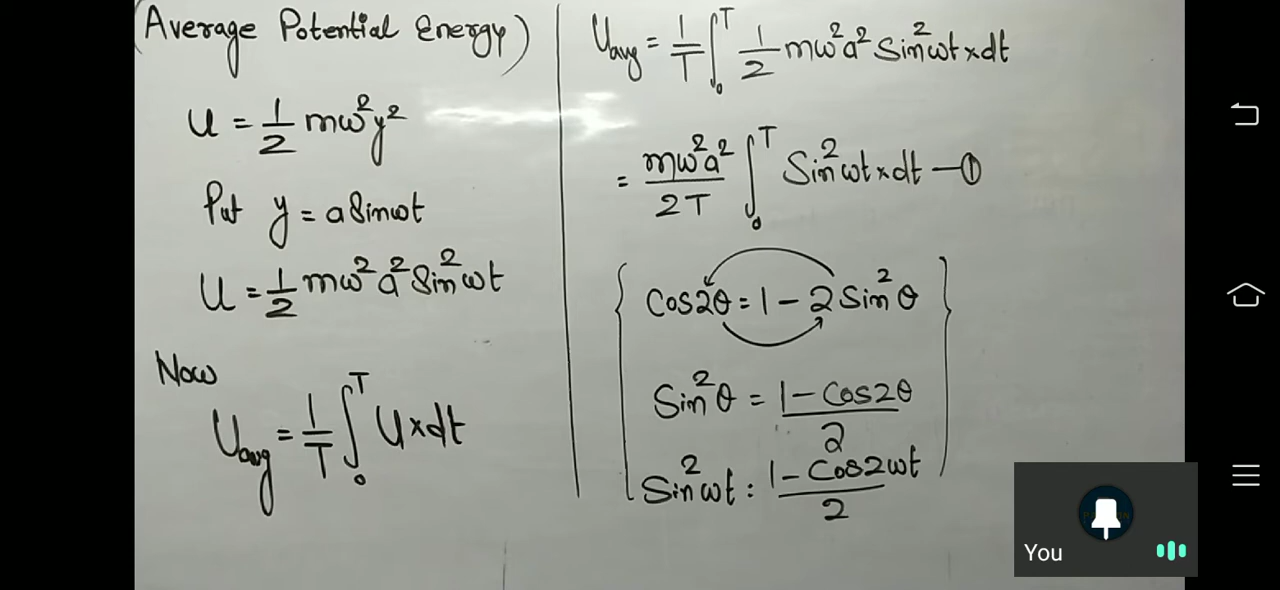 (Average Potential Energy)
U = 1/2 mω²y²
Put y = a Sinωt
U = 1/2 mω² a² Sin²ωt
Now
Uavg = 1/T ∫₀ᵀ U×dt
Uavg = 1/T ∫₀ᵀ 1/2 mω²a² Sin²ωt×dt
= mω²a²/2T ∫₀ᵀ Sin²ωt×dt —①
Cos2θ = 1 - 2Sin²θ
Sin²θ = 1 - Cos2θ/2
Sin²ωt = 1 - Cos2ωt/2
You